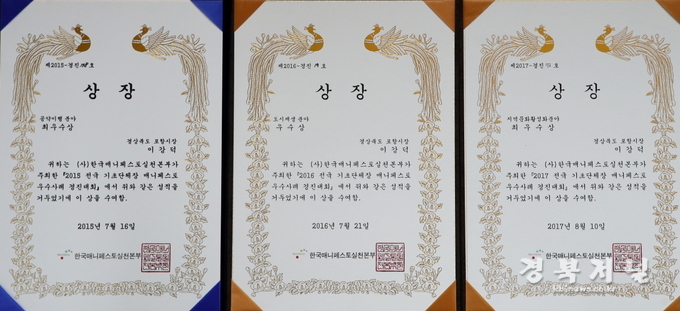 제2015-경진 호
상 장
공약이행 분야
최우수상
경상북도 포항시장
이 강 덕
위하는 (사)한국매니페스토실천본부가
주최한 『2015 전국 기초단체장 매니페스토
우수사례 경진대회』에서 위와 같은 성적을
거두었기에 이 상을 수여함.
2015년 7월 16일
한국매니페스토실천본부
제2016-경진 호
상 장
도시재생 분야
우 수 상
경상북도 포항시장
이 강 덕
위하는 (사)한국매니페스토실천본부가
주최한 『2016 전국 기초단체장 매니페스토
우수사례 경진대회』에서 위와 같은 성적을
거두었기에 이 상을 수여함.
2016년 7월 21일
한국매니페스토실천본부
제2017-경진 호
상 장
지역문화활성화분야
최 우 수 상
경상북도 포항시장
이 강 덕
위하는 (사)한국매니페스토실천본부가
주최한 『2017 전국 기초단체장 매니페스토
우수사례 경진대회』에서 위와 같은 성적을
거두었기에 이 상을 수여함.
2017년 8월 10일
한국매니페스토실천본부
경북저널